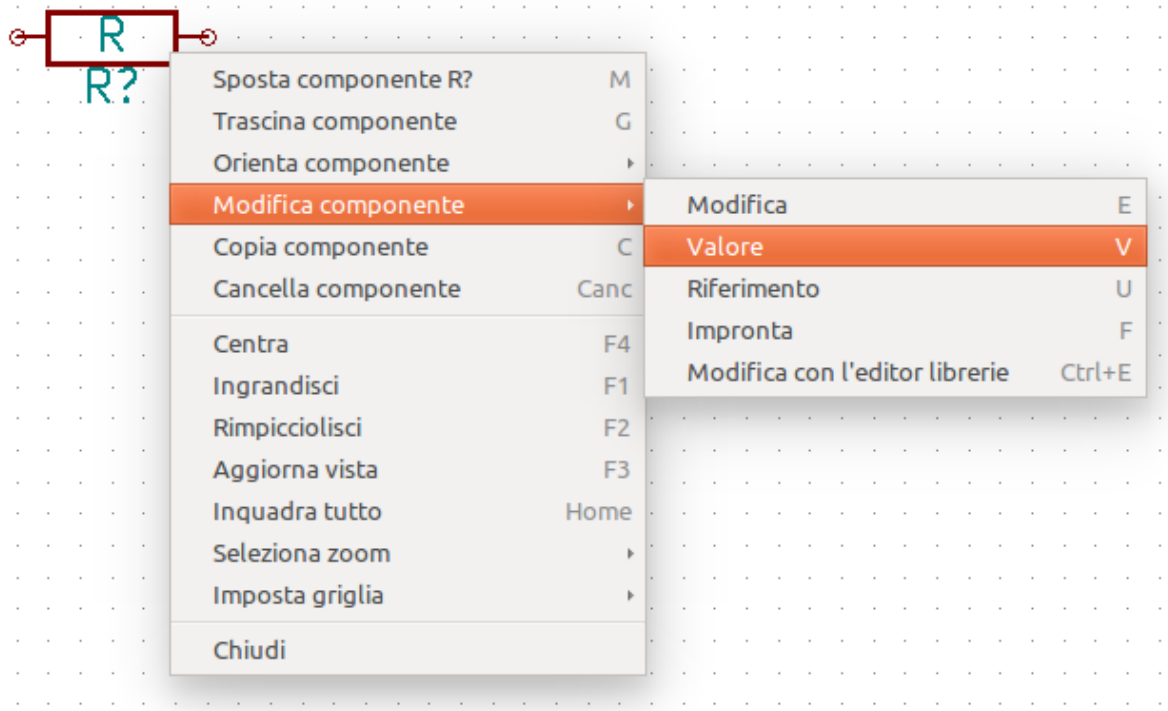 R
R?
Sposta componente R? M
Trascina componente G
Orienta componente
Modifica componente
Copia componente C
Cancella componente Canc
Centra F4
Ingrandisci F1
Rimpicciolisci F2
Aggiorna vista F3
Inquadra tutto Home
Seleziona zoom
Imposta griglia
Chiudi
Modifica E
Valore V
Riferimento U
Impronta F
Modifica con l'editor librerie Ctrl+E